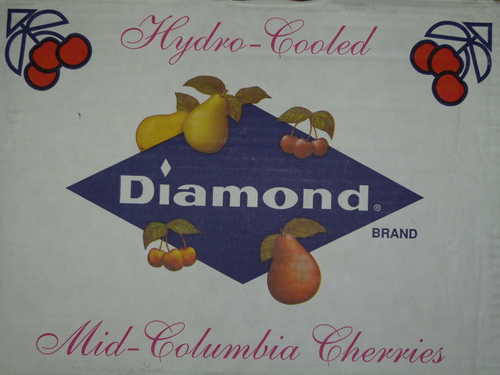 Hydro-Cooled
Diamond®
BRAND
Mid-Columbia Cherries